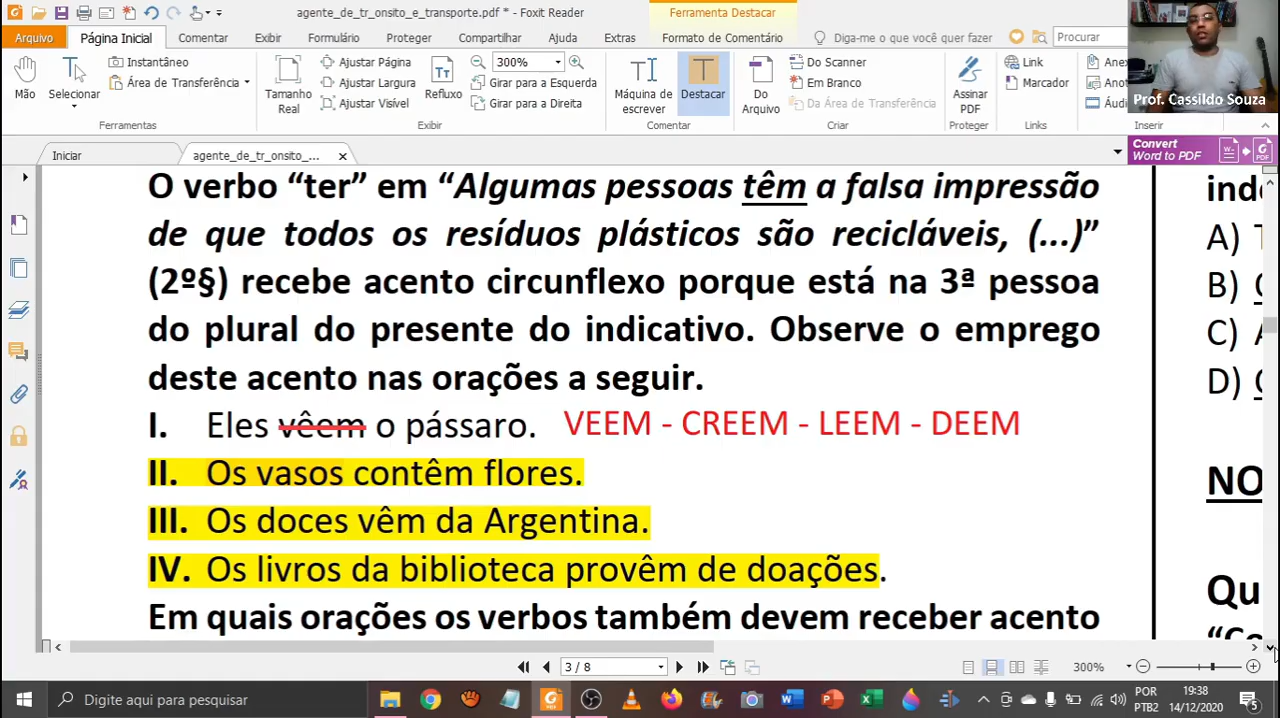 agente_de_tr_onsito_e_transporte.pdf * - Foxit Reader
Ferramenta Destacar
Arquivo
Página Inicial
Comentar
Exibir
Formulário
Proteger
Compartilhar
Ajuda
Extras
Formato de Comentário
Diga-me o que você quer fazer
Procurar
Mão
Selecionar
Instantâneo
Área de Transferência
Ferramentas
Tamanho Real
Ajustar Página
Ajustar Largura
Ajustar Visível
Refluxo
300%
Girar para a Esquerda
Girar para a Direita
Exibir
Máquina de escrever
Destacar
Comentar
Do Arquivo
Do Scanner
Em Branco
Da Área de Transferência
Criar
Assinar PDF
Proteger
Link
Marcador
Links
Inserir
Prof. Cassildo Souza
Iniciar
agente_de_tr_onsito_...
Convert
Word to PDF
O verbo “ter” em “Algumas pessoas têm a falsa impressão
de que todos os resíduos plásticos são recicláveis, (...)”
(2º§) recebe acento circunflexo porque está na 3ª pessoa
do plural do presente do indicativo. Observe o emprego
deste acento nas orações a seguir.
I. Eles vêem o pássaro. VEEM - CREEM - LEEM - DEEM
II. Os vasos contêm flores.
III. Os doces vêm da Argentina.
IV. Os livros da biblioteca provêm de doações.
Em quais orações os verbos também devem receber acento
A)
B)
C)
D)
3 / 8
300%
Digite aqui para pesquisar
POR
PTB2
19:38
14/12/2020
5